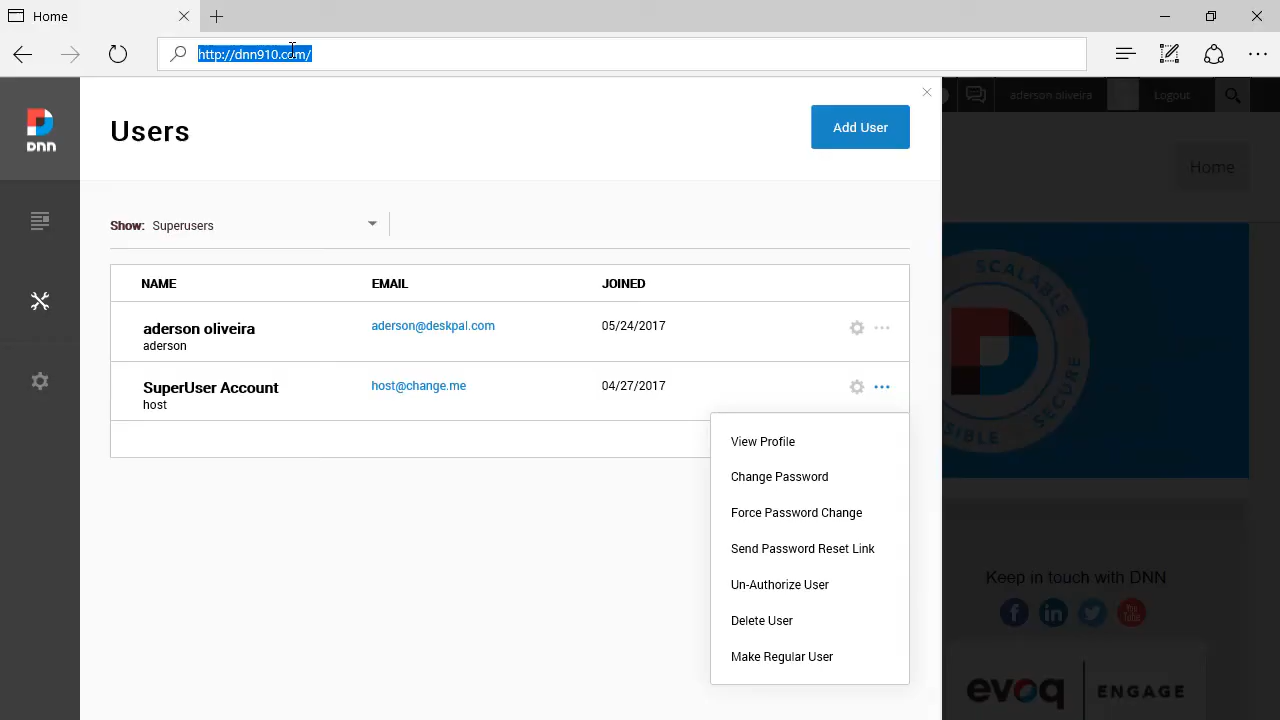 Home
http://dnn910.com/
DNN
Users
Add User
aderson oliveira
Logout
Home
Show: Superusers
NAME EMAIL JOINED
aderson oliveira aderson@deskpal.com 05/24/2017
aderson
SuperUser Account host@change.me 04/27/2017
host
View Profile
Change Password
Force Password Change
Send Password Reset Link
Un-Authorize User
Delete User
Make Regular User
SCALABLE
SECURE
Keep in touch with DNN
You
Tube
evoq ENGAGE